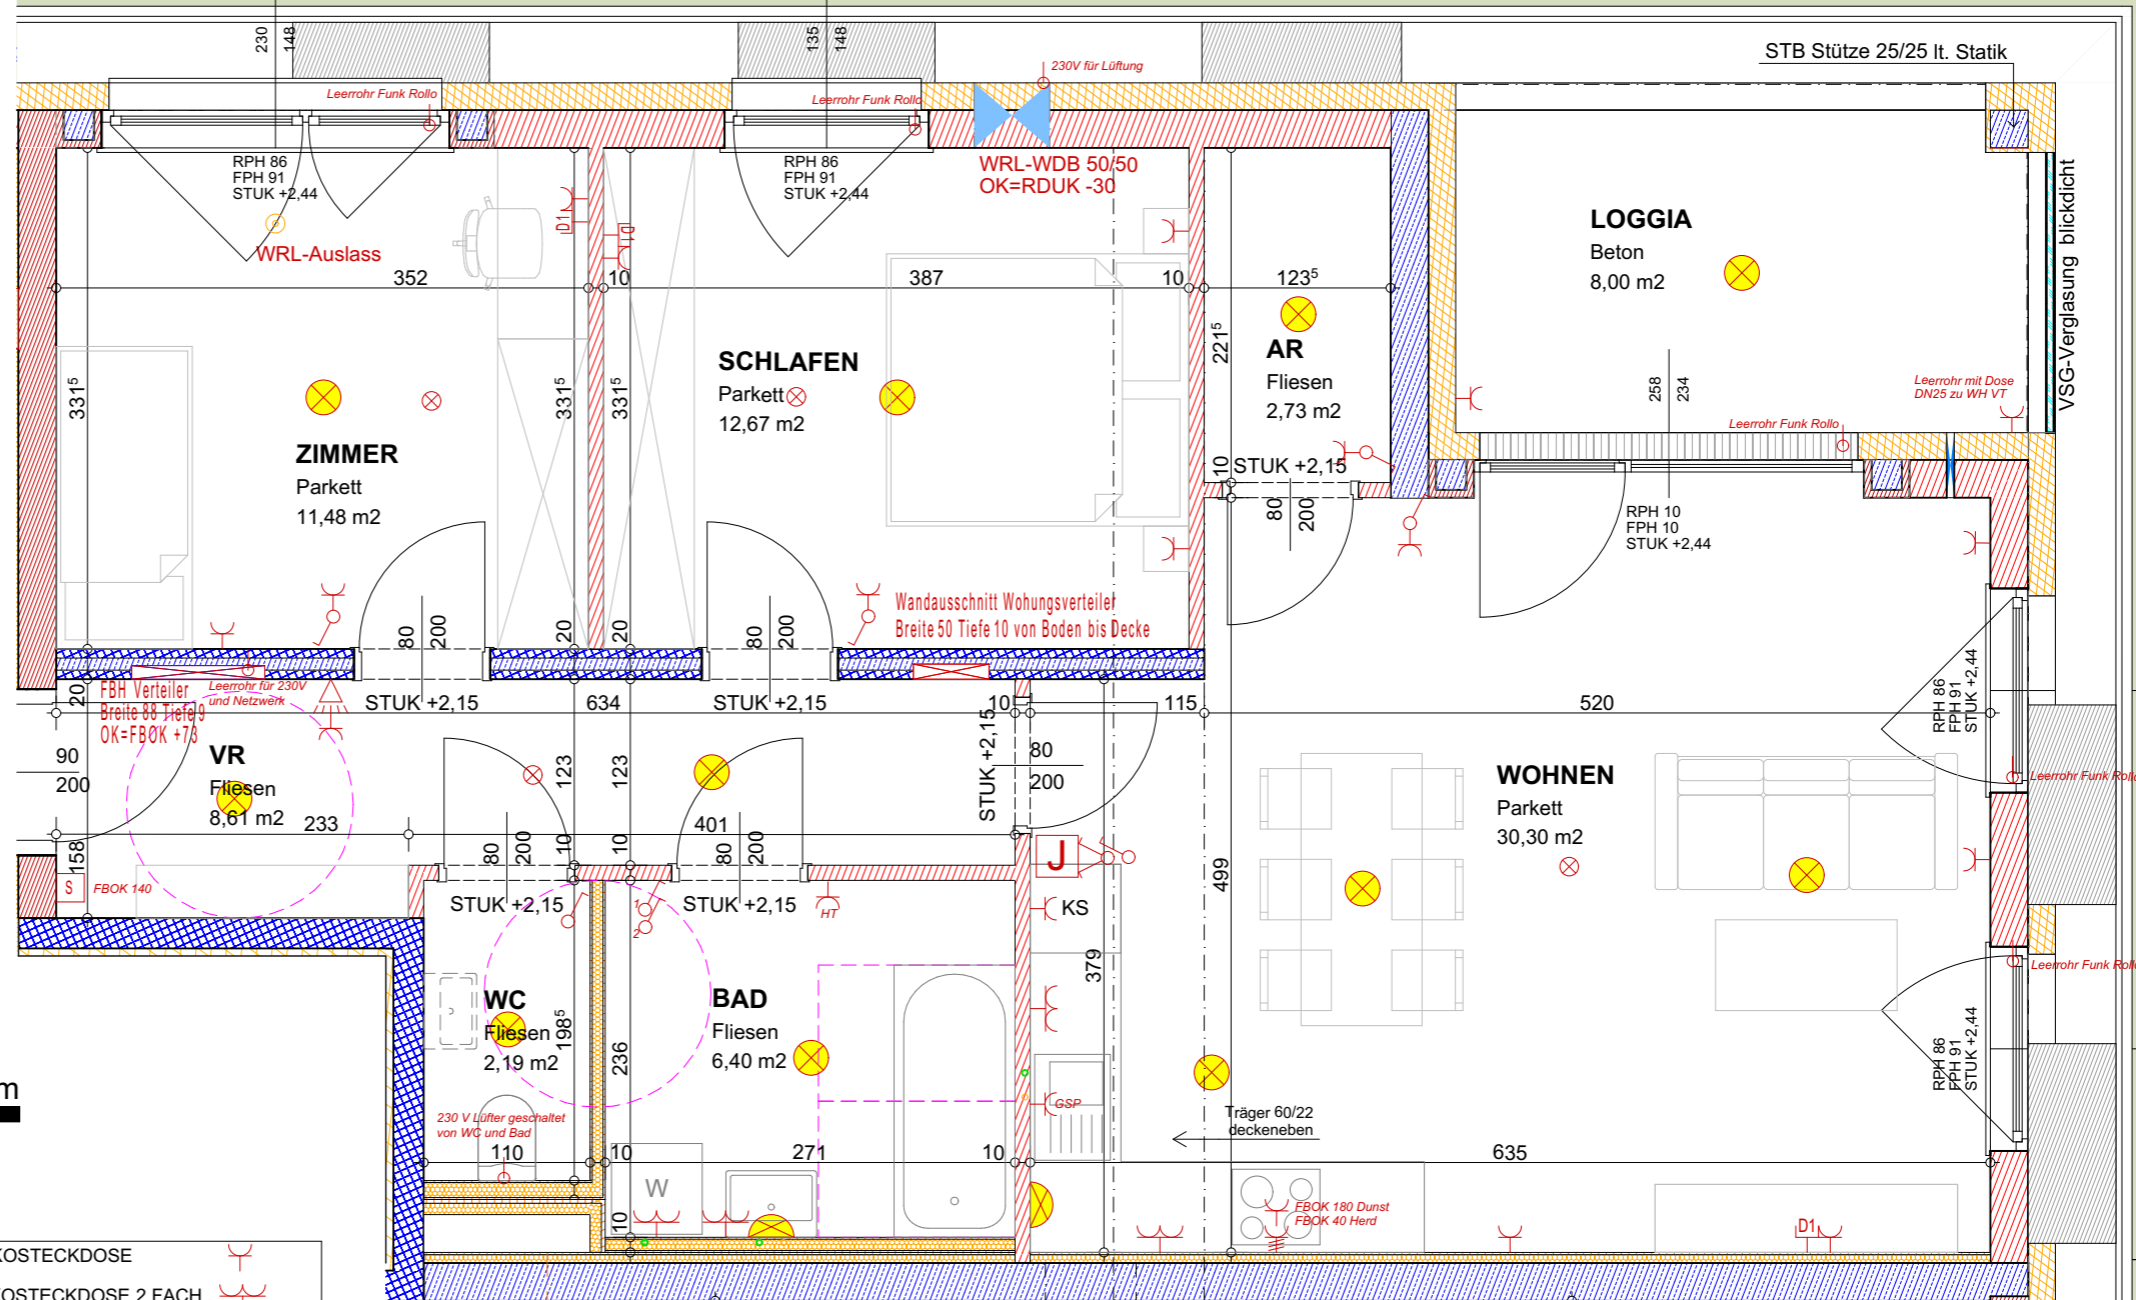 230
148
135
148
230V für Lüftung
STB Stütze 25/25 lt. Statik
Leerrohr Funk Rollo
Leerrohr Funk Rollo
RPH 86
FPH 91
STUK +2,44
RPH 86
FPH 91
STUK +2,44
WRL-WDB 50/50
OK=RDUK -30
WRL-Auslass
D1
D1
LOGGIA
Beton
8,00 m2
VSG-Verglasung blickdicht
352
10
387
10
123⁵
331⁵
331⁵
331⁵
221⁵
SCHLAFEN
Parkett
12,67 m2
AR
Fliesen
2,73 m2
258
234
Leerrohr mit Dose
DN25 zu WH VT
Leerrohr Funk Rollo
ZIMMER
Parkett
11,48 m2
10
STUK +2,15
80
200
RPH 10
FPH 10
STUK +2,44
Wandausschnitt Wohungsverteiler
Breite 50 Tiefe 10 von Boden bis Decke
80
200
20
20
80
200
20
FBH Verteiler
Breite 88 Tiefe 9
OK=FBOK +73
Leerrohr für 230V
und Netzwerk
STUK +2,15
634
STUK +2,15
10
115
520
RPH 86
FPH 91
STUK +2,44
STUK +2,15
80
200
90
200
VR
Fliesen
8,61 m2
233
123
123
401
WOHNEN
Parkett
30,30 m2
Leerrohr Funk Rollo
158
80
200
10
10
80
200
J
499
S
FBOK 140
STUK +2,15
1
2
STUK +2,15
HT
KS
379
Leerrohr Funk Rollo
WC
Fliesen
2,19 m2
198⁵
BAD
Fliesen
6,40 m2
236
RPH 86
FPH 91
STUK +2,44
m
230 V Lüfter geschaltet
von WC und Bad
GSP
Träger 60/22
deckeneben
110
10
271
10
635
W
10
FBOK 180 Dunst
FBOK 40 Herd
D1
KOSTECKDOSE
KOSTECKDOSE 2 FACH